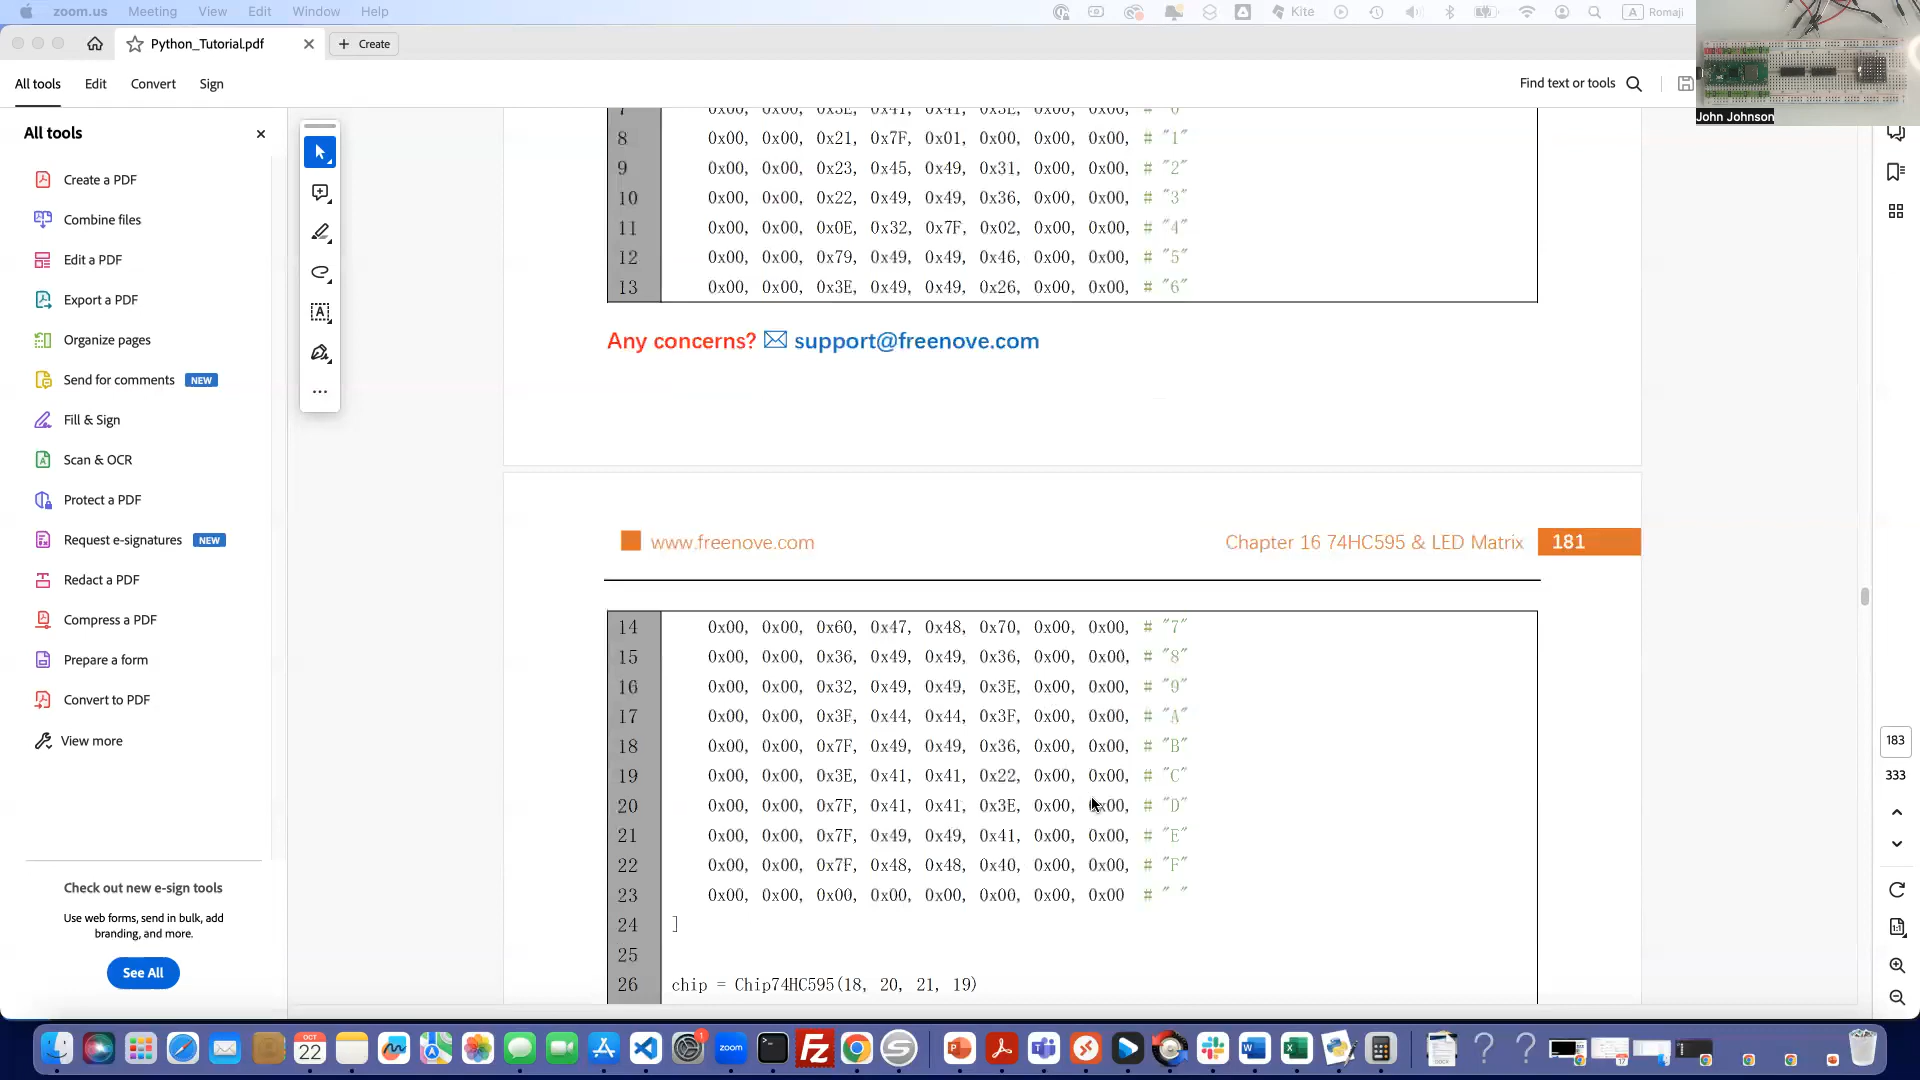 zoom.us Meeting View Edit Window Help
Kite
A Romaji
Python_Tutorial.pdf
+ Create
All tools Edit Convert Sign
Find text or tools
John Johnson
All tools
Create a PDF
Combine files
Edit a PDF
Export a PDF
Organize pages
Send for comments NEW
Fill & Sign
Scan & OCR
Protect a PDF
Request e-signatures NEW
Redact a PDF
Compress a PDF
Prepare a form
Convert to PDF
View more
Check out new e-sign tools
Use web forms, send in bulk, add
branding, and more.
See All
7 0x00, 0x00, 0x3E, 0x41, 0x41, 0x3E, 0x00, 0x00, # "0"
8 0x00, 0x00, 0x21, 0x7F, 0x01, 0x00, 0x00, 0x00, # "1"
9 0x00, 0x00, 0x23, 0x45, 0x49, 0x31, 0x00, 0x00, # "2"
10 0x00, 0x00, 0x22, 0x49, 0x49, 0x36, 0x00, 0x00, # "3"
11 0x00, 0x00, 0x0E, 0x32, 0x7F, 0x02, 0x00, 0x00, # "4"
12 0x00, 0x00, 0x79, 0x49, 0x49, 0x46, 0x00, 0x00, # "5"
13 0x00, 0x00, 0x3E, 0x49, 0x49, 0x26, 0x00, 0x00, # "6"
Any concerns? support@freenove.com
www.freenove.com Chapter 16 74HC595 & LED Matrix 181
14 0x00, 0x00, 0x60, 0x47, 0x48, 0x70, 0x00, 0x00, # "7"
15 0x00, 0x00, 0x36, 0x49, 0x49, 0x36, 0x00, 0x00, # "8"
16 0x00, 0x00, 0x32, 0x49, 0x49, 0x3E, 0x00, 0x00, # "9"
17 0x00, 0x00, 0x3F, 0x44, 0x44, 0x3F, 0x00, 0x00, # "A"
18 0x00, 0x00, 0x7F, 0x49, 0x49, 0x36, 0x00, 0x00, # "B"
19 0x00, 0x00, 0x3E, 0x41, 0x41, 0x22, 0x00, 0x00, # "C"
20 0x00, 0x00, 0x7F, 0x41, 0x41, 0x3E, 0x00, 0x00, # "D"
21 0x00, 0x00, 0x7F, 0x49, 0x49, 0x41, 0x00, 0x00, # "E"
22 0x00, 0x00, 0x7F, 0x48, 0x48, 0x40, 0x00, 0x00, # "F"
23 0x00, 0x00, 0x00, 0x00, 0x00, 0x00, 0x00, 0x00 # " "
24 ]
25
26 chip = Chip74HC595(18, 20, 21, 19)
183
333
OCT
22
zoom